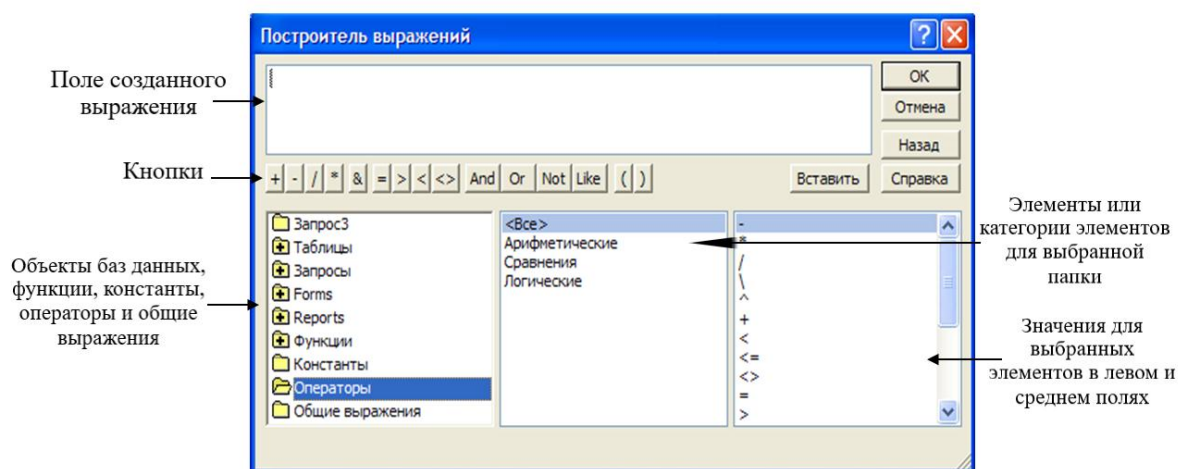 Построитель выражений
Поле созданного
выражения
OK
Отмена
Назад
Кнопки
+ - / * & = > < <> And Or Not Like ( )
Вставить
Справка
Объекты баз данных,
функции, константы,
операторы и общие
выражения
Запрос3
Таблицы
Запросы
Forms
Reports
Функции
Константы
Операторы
Общие выражения
<Все>
Арифметические
Сравнения
Логические
-
*
/
\
^
+
<
<=
<>
=
>
Элементы или
категории элементов
для выбранной
папки
Значения для
выбранных
элементов в левом и
среднем полях